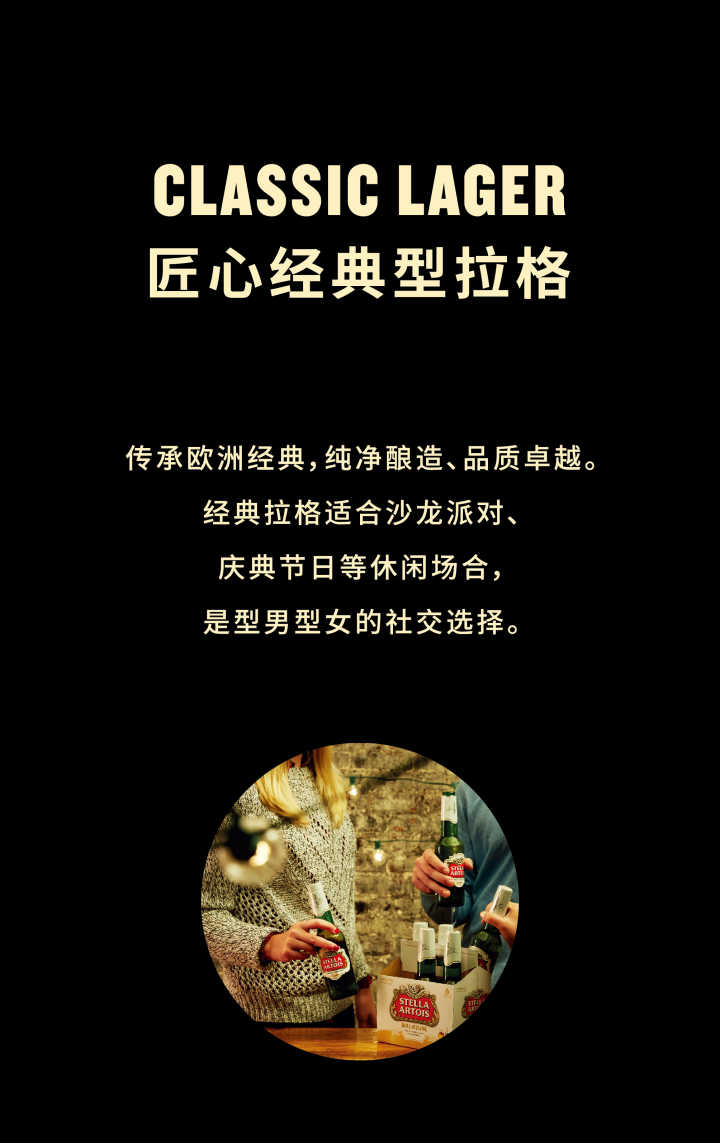 CLASSIC LAGER
匠心经典型拉格
传承欧洲经典，纯净酿造、品质卓越。
经典拉格适合沙龙派对、
庆典节日等休闲场合，
是型男型女的社交选择。
STELLA
ARTOIS
STELLA
ARTOIS
STELLA
ARTOIS